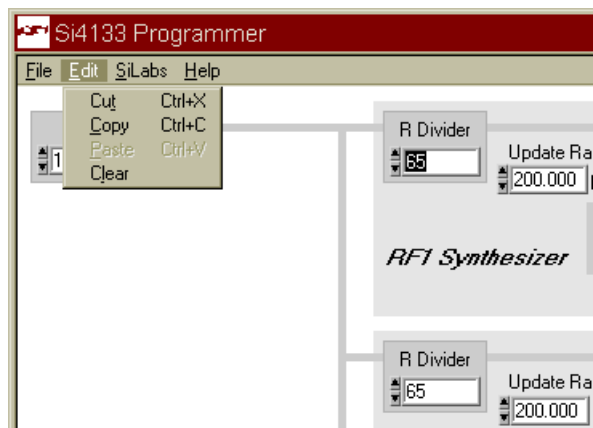 Si4133 Programmer
File Edit SiLabs Help
Cut Ctrl+X
Copy Ctrl+C
Paste Ctrl+V
Clear
1
R Divider
65
Update Ra
200.000
RF1 Synthesizer
R Divider
65
Update Ra
200.000